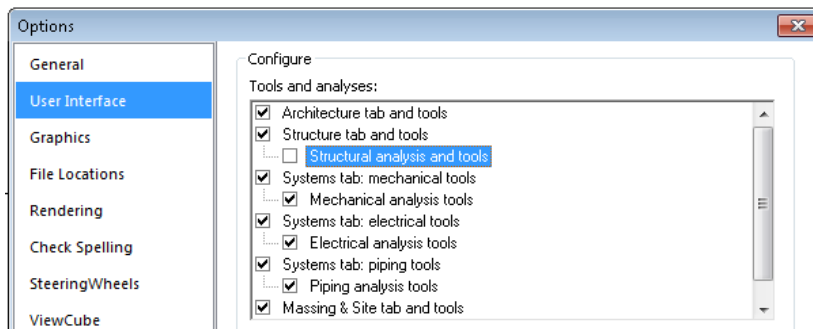 Options
General
User Interface
Graphics
File Locations
Rendering
Check Spelling
SteeringWheels
ViewCube
Configure
Tools and analyses:
Architecture tab and tools
Structure tab and tools
Structural analysis and tools
Systems tab: mechanical tools
Mechanical analysis tools
Systems tab: electrical tools
Electrical analysis tools
Systems tab: piping tools
Piping analysis tools
Massing & Site tab and tools